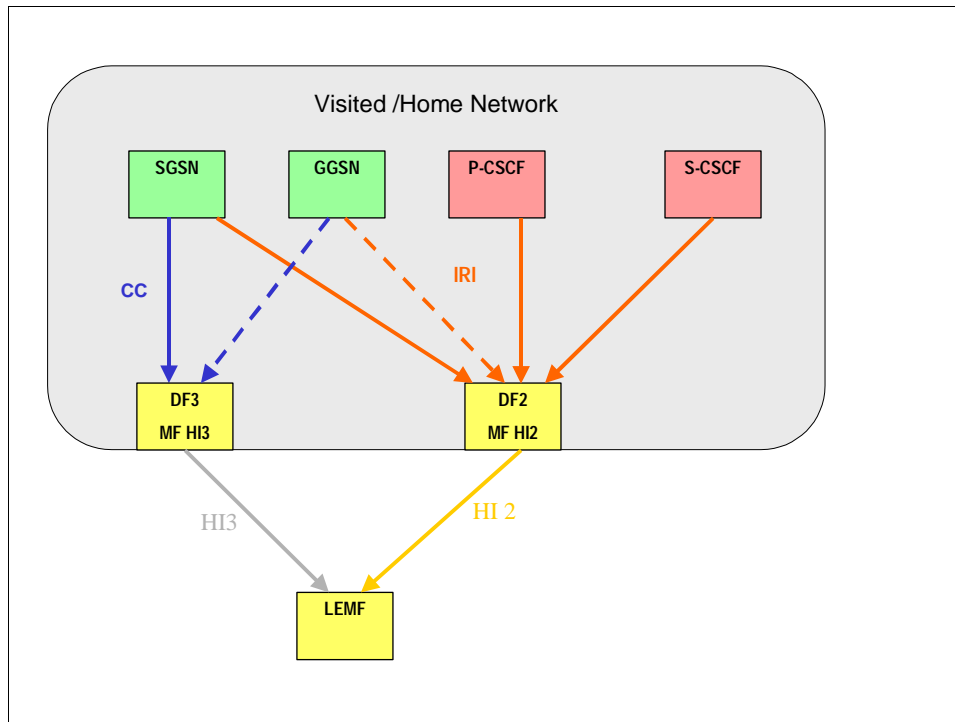 Visited /Home Network
SGSN
GGSN
P-CSCF
S-CSCF
CC
IRI
DF3
MF HI3
DF2
MF HI2
HI3
HI 2
LEMF